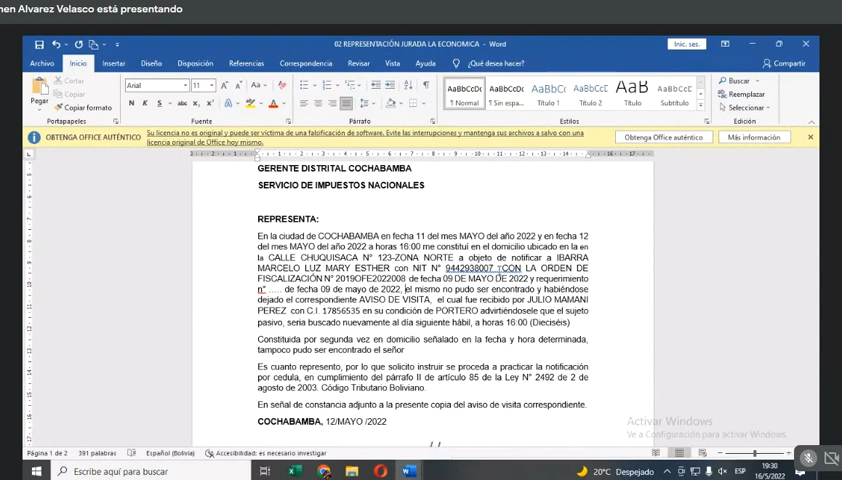 men Alvarez Velasco está presentando
02 REPRESENTACIÓN JURADA LA ECONOMICA - Word
Inic. ses.
Archivo Inicio Insertar Diseño Disposición Referencias Correspondencia Revisar Vista Ayuda ¿Qué desea hacer? Compartir
Pegar
Cortar
Copiar
Copiar formato
Arial 11
N K S abc
AaBbCcDc AaBbCcDc AaBbCc AaBbCcC AaB AaBbCcD
¶ Normal ¶ Sin espa... Título 1 Título 2 Título Subtítulo
Buscar
Reemplazar
Seleccionar
Portapapeles Fuente Párrafo Estilos Edición
OBTENGA OFFICE AUTÉNTICO Su licencia no es original y puede ser víctima de una falsificación de software. Evite las interrupciones y mantenga sus archivos a salvo con una
licencia original de Office hoy mismo.
Obtenga Office auténtico Más información
GERENTE DISTRITAL COCHABAMBA
SERVICIO DE IMPUESTOS NACIONALES
REPRESENTA:
En la ciudad de COCHABAMBA en fecha 11 del mes MAYO del año 2022 y en fecha 12
del mes MAYO del año 2022 a horas 16:00 me constituí en el domicilio ubicado en la en
la CALLE CHUQUISACA N° 123-ZONA NORTE a objeto de notificar a IBARRA
MARCELO LUZ MARY ESTHER con NIT N° 9442938007 CON LA ORDEN DE
FISCALIZACIÓN N° 2019OFE2022008 de fecha 09 DE MAYO DE 2022 y requerimiento
n° ..... de fecha 09 de mayo de 2022, el mismo no pudo ser encontrado y habiéndose
dejado el correspondiente AVISO DE VISITA, el cual fue recibido por JULIO MAMANI
PEREZ con C.I. 17856535 en su condición de PORTERO advirtiéndosele que el sujeto
pasivo, seria buscado nuevamente al día siguiente hábil, a horas 16:00 (Dieciséis)
Constituida por segunda vez en domicilio señalado en la fecha y hora determinada,
tampoco pudo ser encontrado el señor
Es cuanto represento, por lo que solicito instruir se proceda a practicar la notificación
por cedula, en cumplimiento del párrafo II de artículo 85 de la Ley N° 2492 de 2 de
agosto de 2003. Código Tributario Boliviano.
En señal de constancia adjunto a la presente copia del aviso de visita correspondiente.
COCHABAMBA, 12/MAYO /2022
Activar Windows
Ve a Configuración para activar Windows.
Página 1 de 2 391 palabras Español (Bolivia) Accesibilidad: es necesario investigar
Escribe aquí para buscar
20°C Despejado
ESP
19:30
16/5/2022